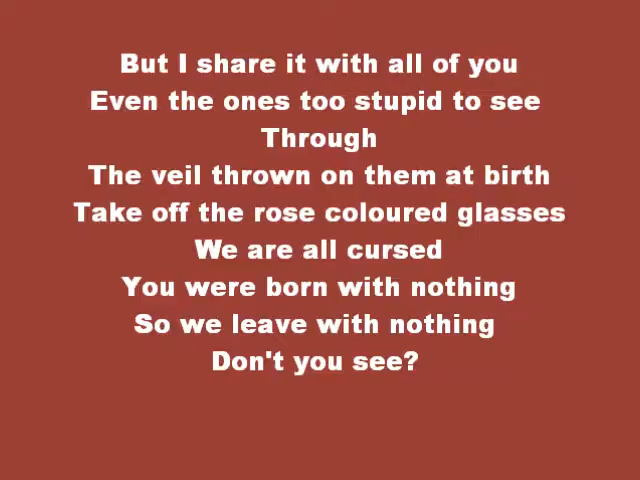 But I share it with all of you
Even the ones too stupid to see
Through
The veil thrown on them at birth
Take off the rose coloured glasses
We are all cursed
You were born with nothing
So we leave with nothing
Don't you see?